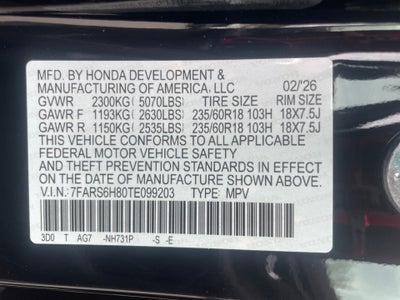 MFD. BY HONDA DEVELOPMENT &
MANUFACTURING OF AMERICA, LLC 02/'26
GVWR 2300KG (5070LBS) TIRE SIZE RIM SIZE
GAWR F 1193KG (2630LBS) 235/60R18 103H 18X7.5J
GAWR R 1150KG (2535LBS) 235/60R18 103H 18X7.5J
THIS VEHICLE CONFORMS TO ALL APPLICABLE
FEDERAL MOTOR VEHICLE SAFETY
AND THEFT PREVENTION STANDARDS IN EFFECT
ON THE DATE OF MANUFACTURE SHOWN ABOVE.
V.I.N.: 7FARS6H80TE099203 TYPE: MPV
3D0 T AG7 -NH731P -S -E